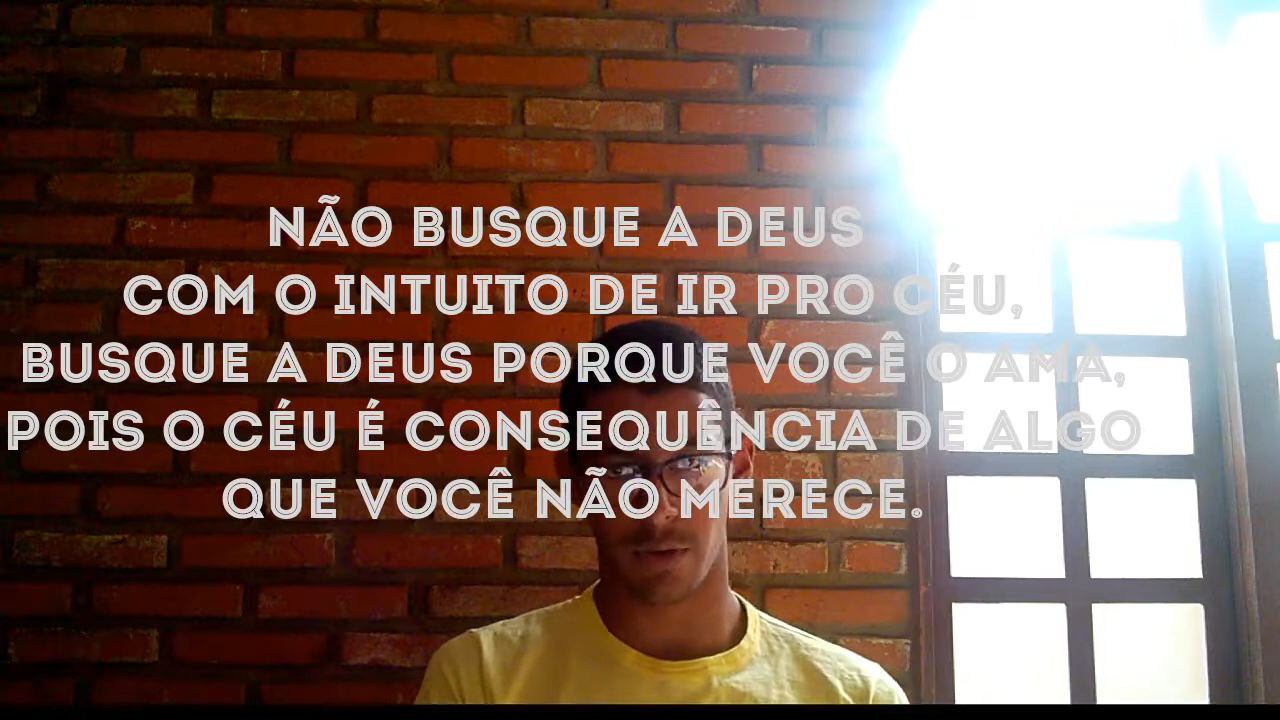 NÃO BUSQUE A DEUS
COM O INTUITO DE IR PRO CÉU,
BUSQUE A DEUS PORQUE VOCÊ O AMA,
POIS O CÉU É CONSEQUÊNCIA DE ALGO
QUE VOCÊ NÃO MERECE.